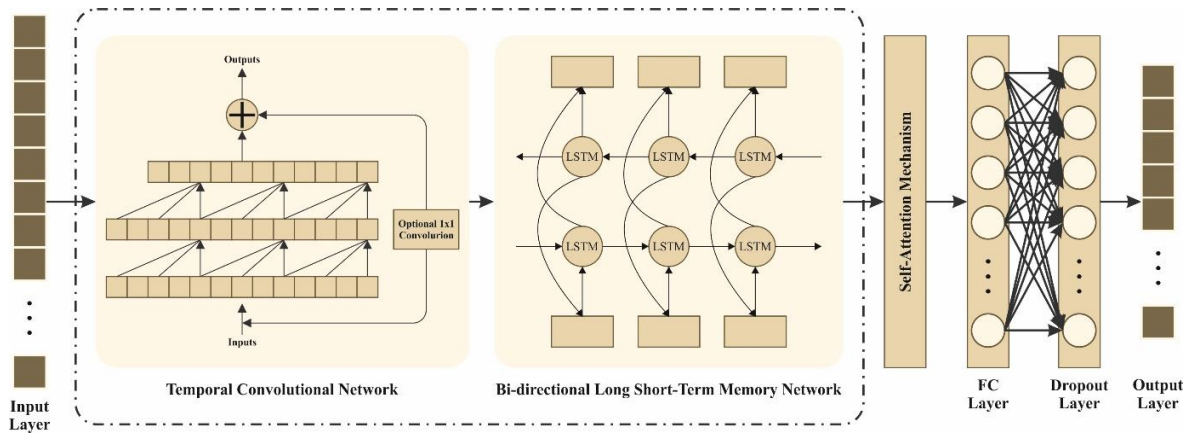 Outputs
Optional 1x1
Convolurion
Inputs
Temporal Convolutional Network
LSTM
LSTM
LSTM
LSTM
LSTM
LSTM
Bi-directional Long Short-Term Memory Network
Self-Attention Mechanism
Input
Layer
FC
Layer
Dropout
Layer
Output
Layer